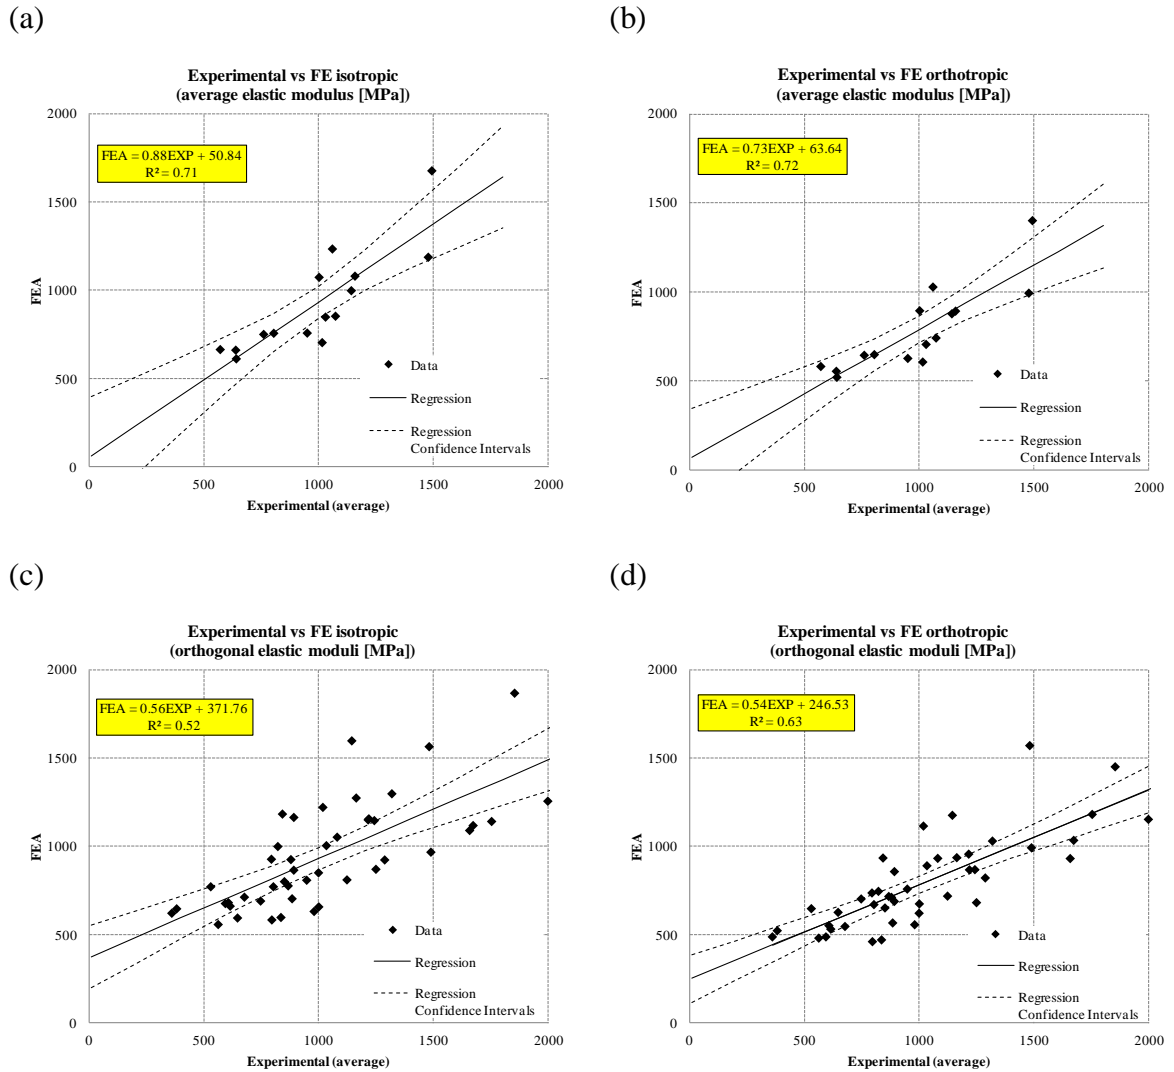 (a)
Experimental vs FE isotropic
(average elastic modulus [MPa])
2000
1500
1000
500
0
FEA
FEA = 0.88EXP + 50.84
R² = 0.71
Data
Regression
Regression
Confidence Intervals
0 500 1000 1500 2000
Experimental (average)
(b)
Experimental vs FE orthotropic
(average elastic modulus [MPa])
2000
1500
1000
500
0
FEA
FEA = 0.73EXP + 63.64
R² = 0.72
Data
Regression
Regression
Confidence Intervals
0 500 1000 1500 2000
Experimental (average)
(c)
Experimental vs FE isotropic
(orthogonal elastic moduli [MPa])
2000
1500
1000
500
0
FEA
FEA = 0.56EXP + 371.76
R² = 0.52
Data
Regression
Regression
Confidence Intervals
0 500 1000 1500 2000
Experimental (average)
(d)
Experimental vs FE orthotropic
(orthogonal elastic moduli [MPa])
2000
1500
1000
500
0
FEA
FEA = 0.54EXP + 246.53
R² = 0.63
Data
Regression
Regression
Confidence Intervals
0 500 1000 1500 2000
Experimental (average)